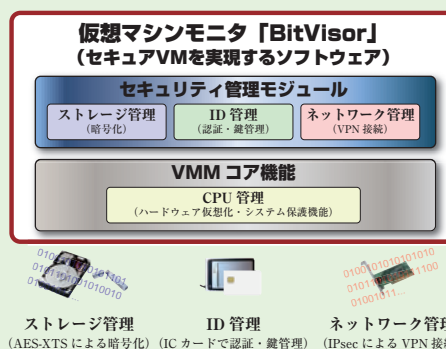 仮想マシンモニタ「BitVisor」
(セキュアVMを実現するソフトウェア)
セキュリティ管理モジュール
ストレージ管理 ID 管理 ネットワーク管理
(暗号化) (認証・鍵管理) (VPN 接続)
VMM コア機能
CPU 管理
(ハードウェア仮想化・システム保護機能)
ストレージ管理 ID 管理 ネットワーク管理
(AES-XTS による暗号化) (IC カードで認証・鍵管理) (IPsec による VPN 接続